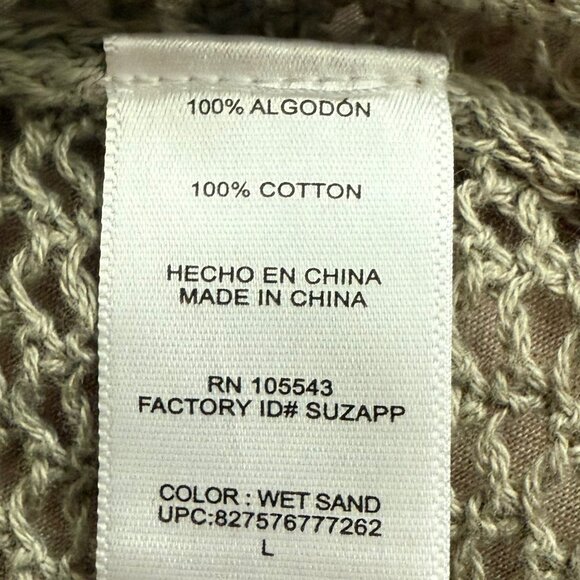 100% ALGODÓN
100% COTTON
HECHO EN CHINA
MADE IN CHINA
RN 105543
FACTORY ID# SUZAPP
COLOR : WET SAND
UPC:827576777262
L